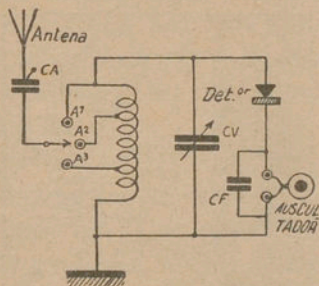 Antena
CA
A¹
A²
A³
CV
Det.or
CF
AUSCUL
TADOR